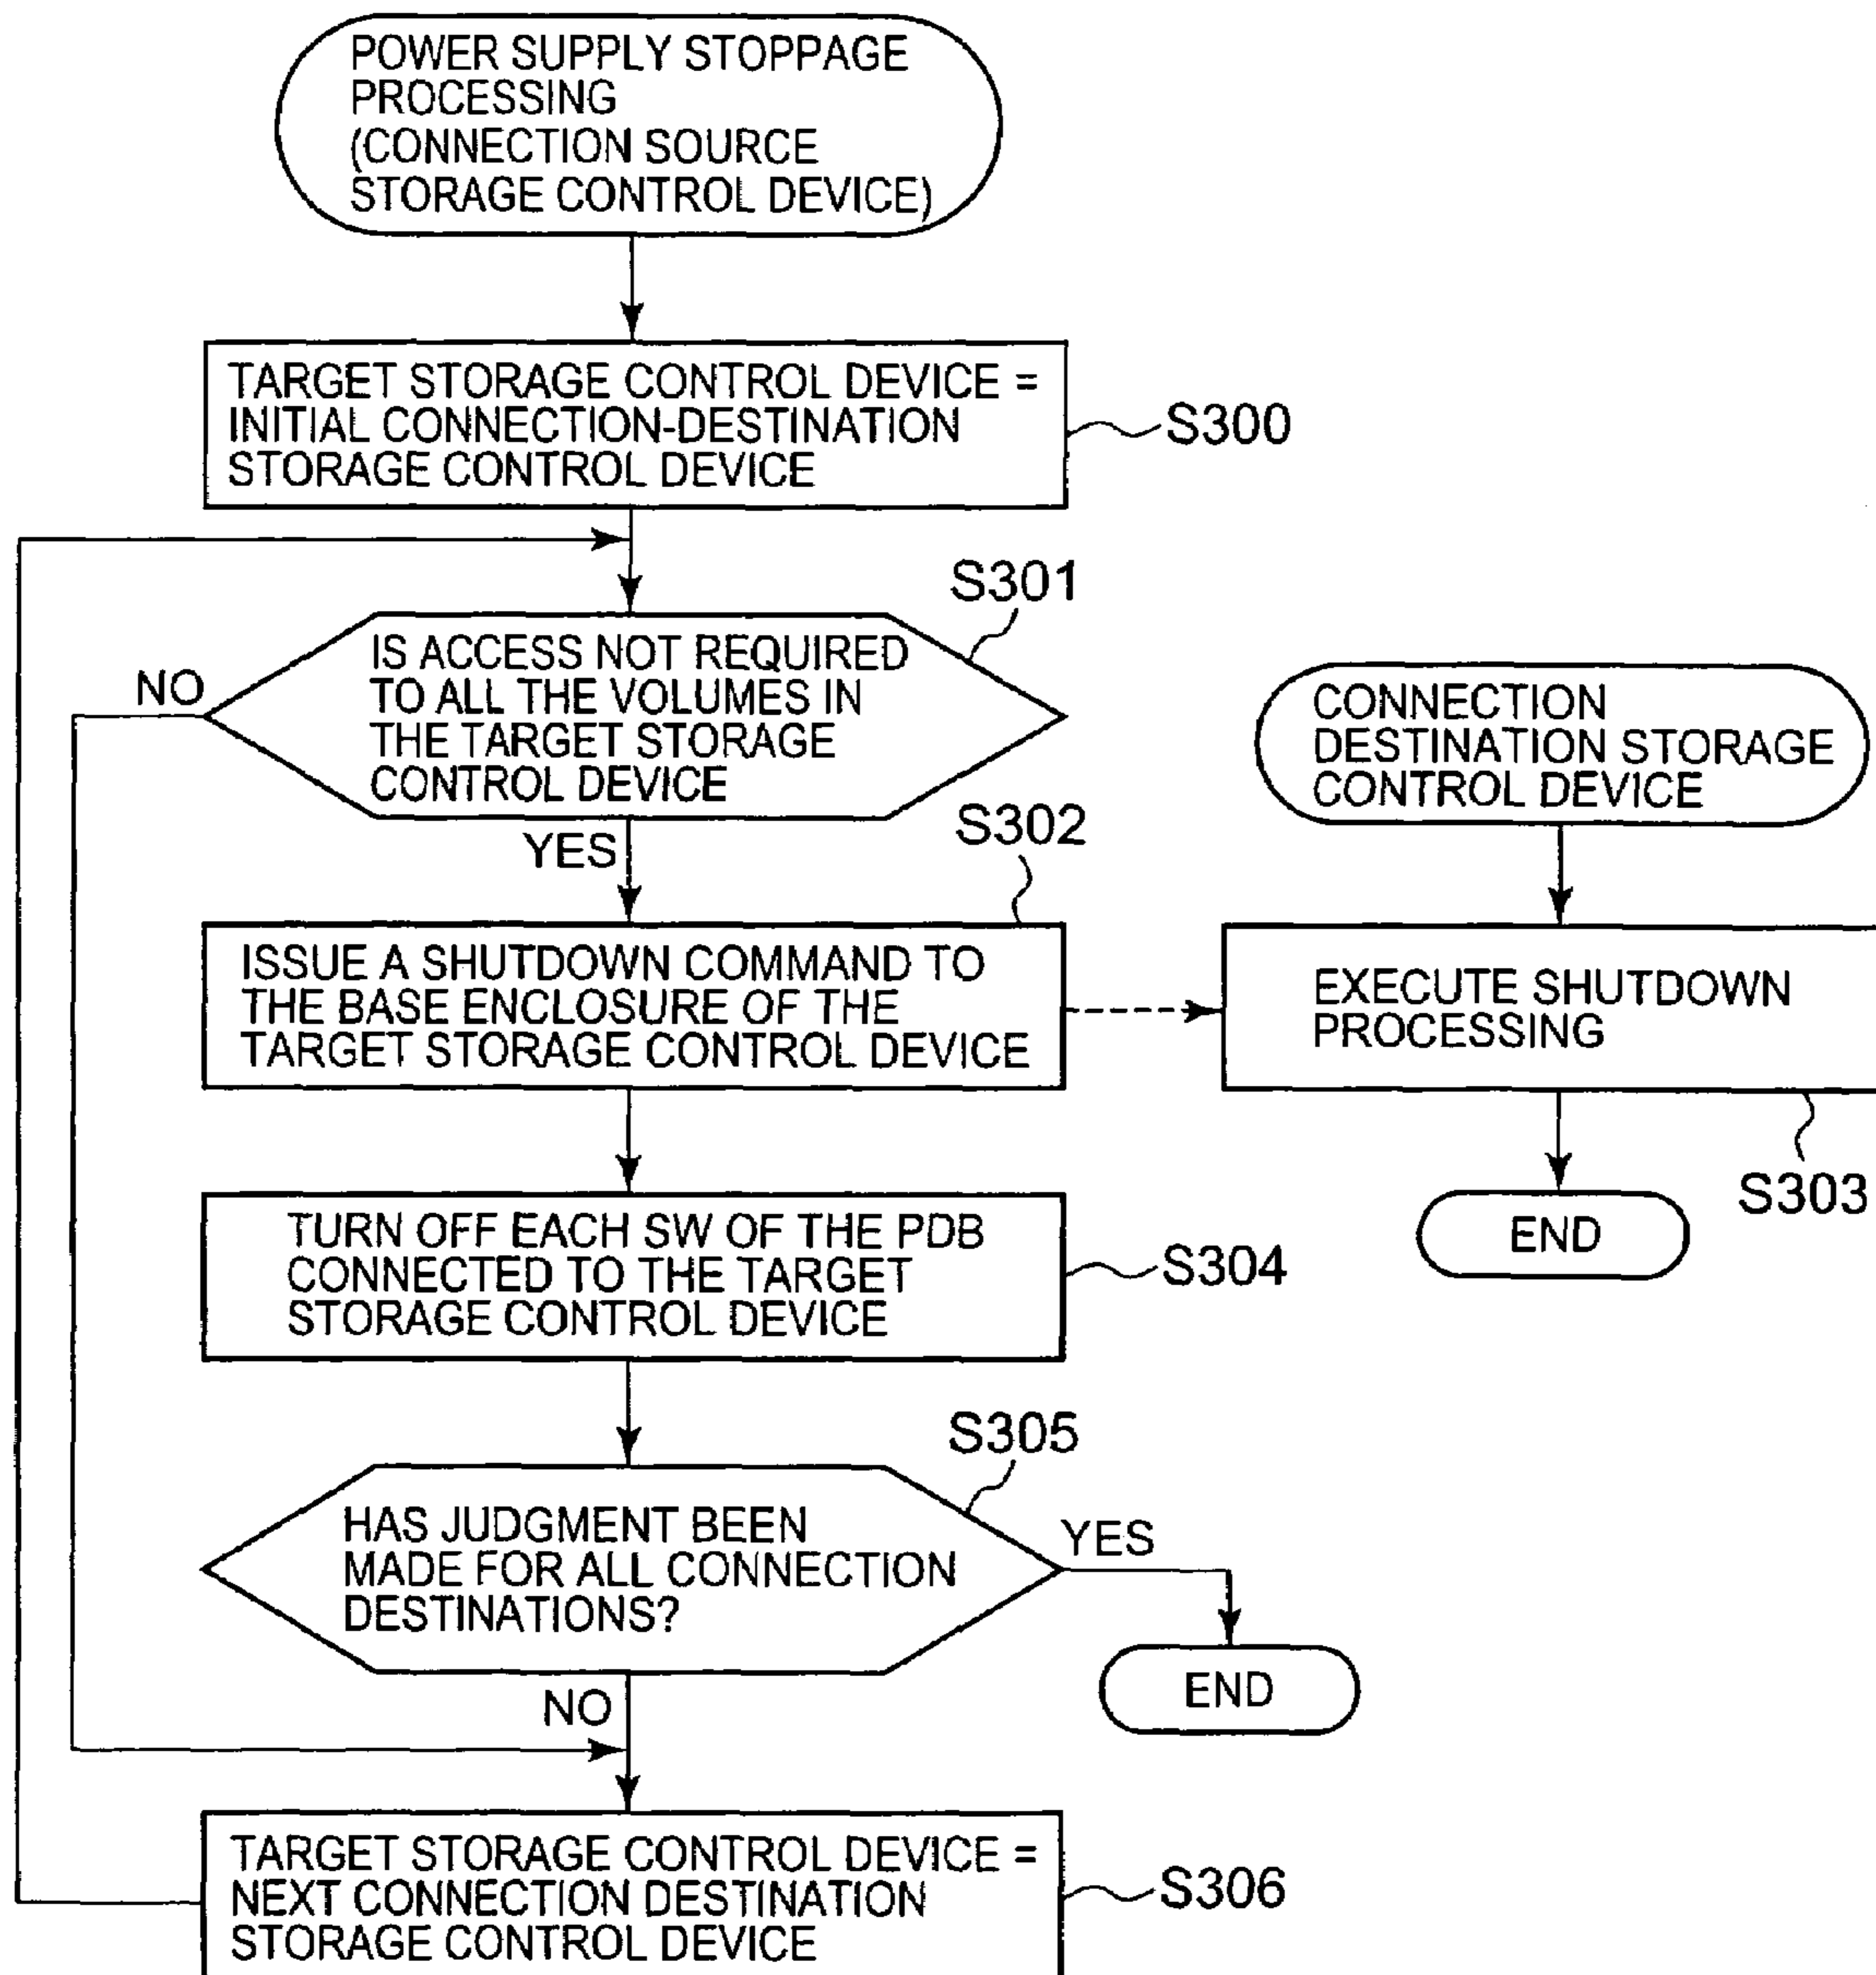 POWER SUPPLY STOPPAGE
PROCESSING
(CONNECTION SOURCE
STORAGE CONTROL DEVICE)
TARGET STORAGE CONTROL DEVICE =
INITIAL CONNECTION-DESTINATION
STORAGE CONTROL DEVICE
S300
S301
IS ACCESS NOT REQUIRED
TO ALL THE VOLUMES IN
THE TARGET STORAGE
CONTROL DEVICE
NO
YES
CONNECTION
DESTINATION STORAGE
CONTROL DEVICE
S302
ISSUE A SHUTDOWN COMMAND TO
THE BASE ENCLOSURE OF THE
TARGET STORAGE CONTROL DEVICE
EXECUTE SHUTDOWN
PROCESSING
S303
END
TURN OFF EACH SW OF THE PDB
CONNECTED TO THE TARGET
STORAGE CONTROL DEVICE
S304
S305
HAS JUDGMENT BEEN
MADE FOR ALL CONNECTION
DESTINATIONS?
YES
END
NO
TARGET STORAGE CONTROL DEVICE =
NEXT CONNECTION DESTINATION
STORAGE CONTROL DEVICE
S306